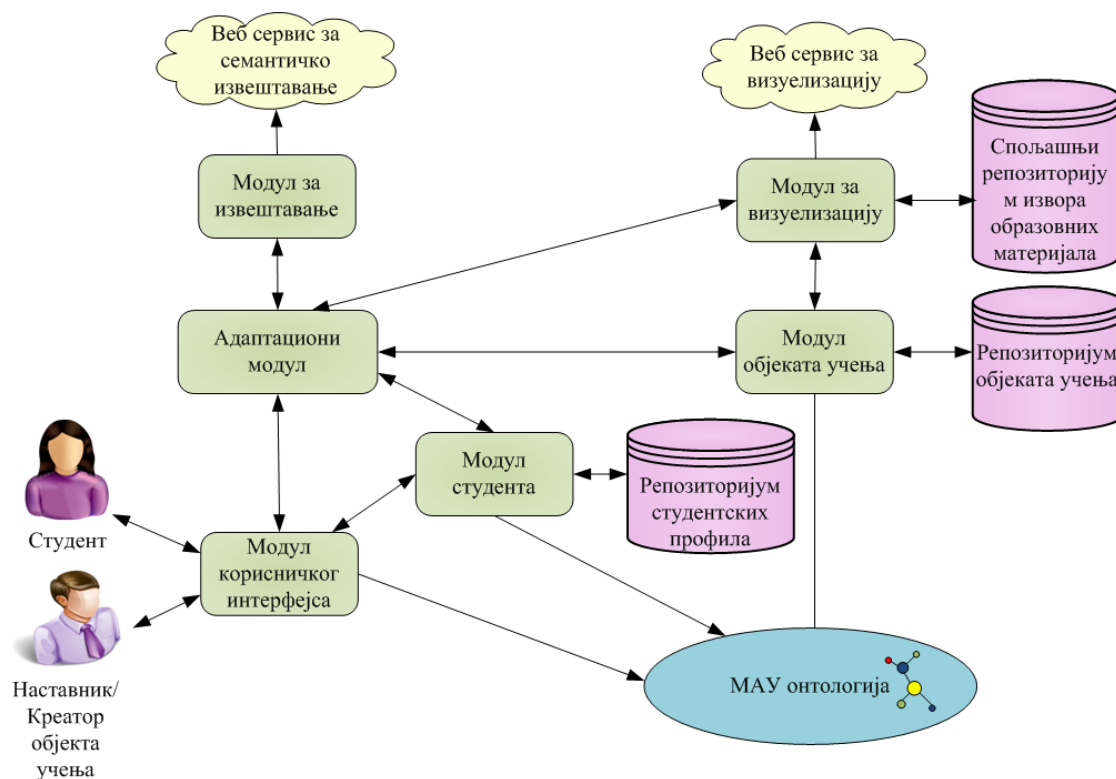 Веб сервис за
семантичко
извештавање
Веб сервис за
визуелизацију
Модул за
извештавање
Модул за
визуелизацију
Спољашњи
репозиторију
м извора
образовних
материјала
Адаптациони
модул
Модул
објеката учења
Репозиторијум
објеката учења
Модул
студента
Репозиторијум
студентских
профила
Студент
Модул
корисничког
интерфејса
Наставник/
Креатор
објекта
учења
МАУ онтологија